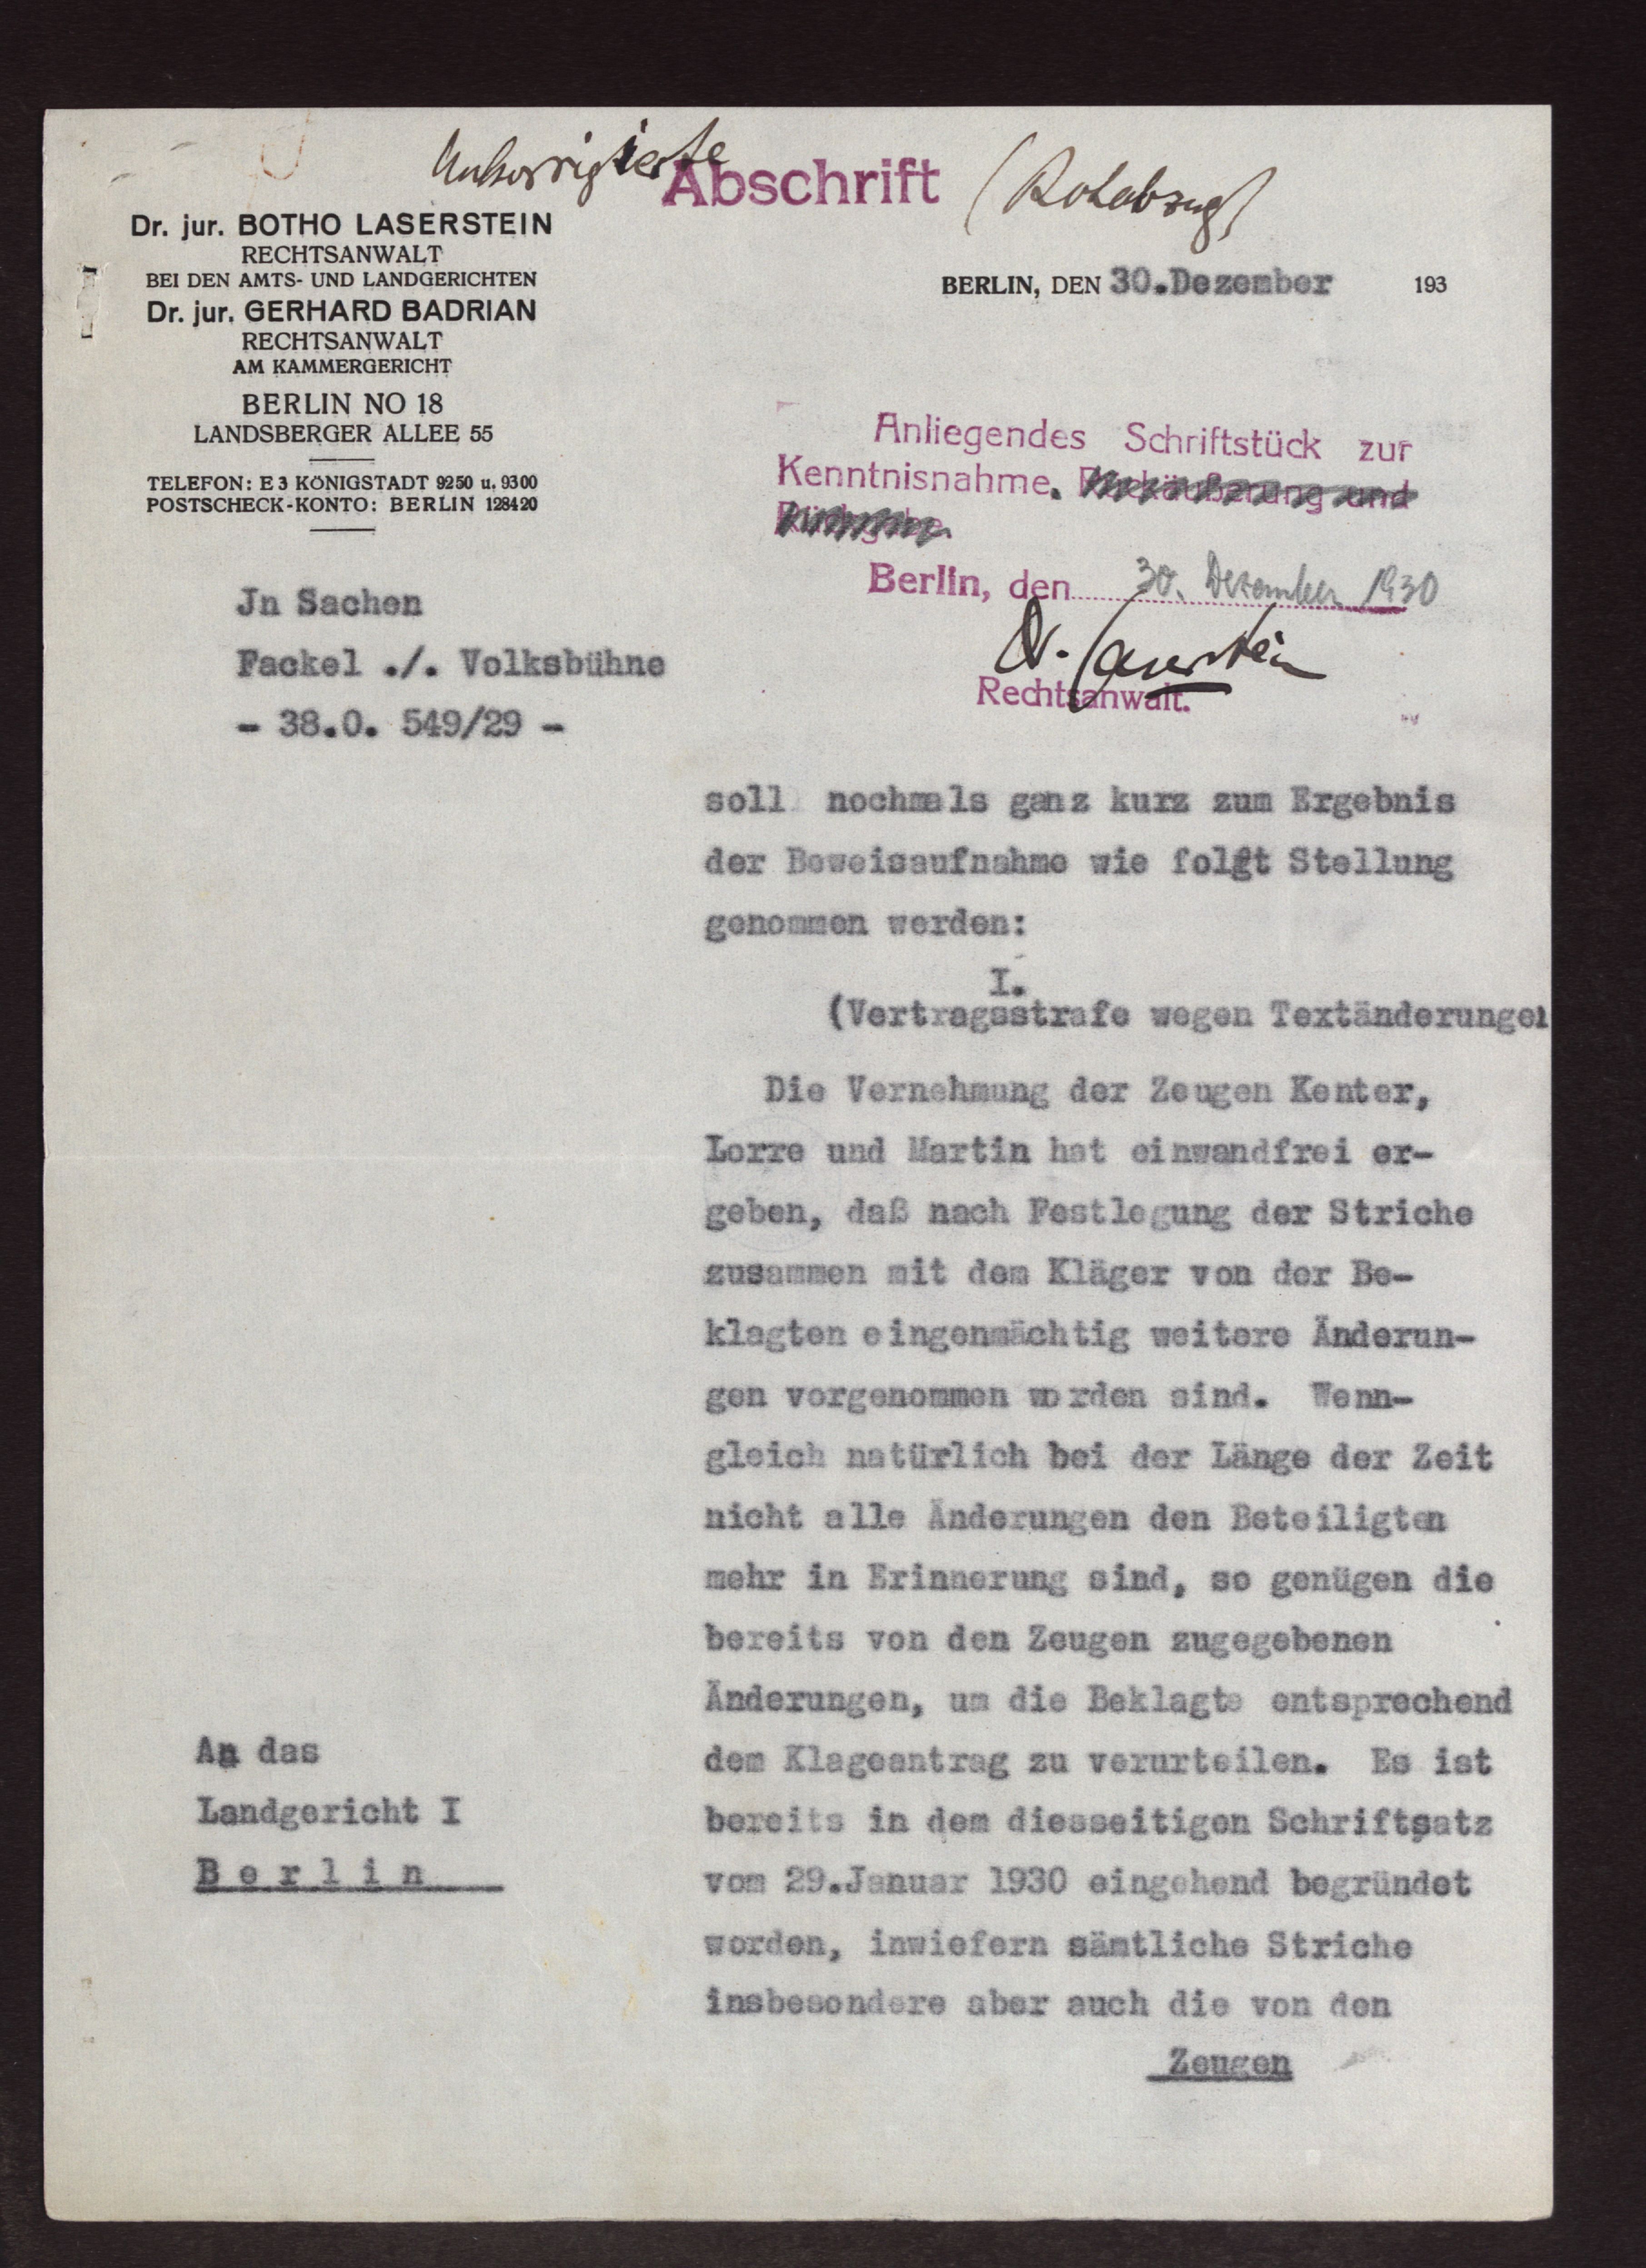 Unkorrigierte Abschrift (Rohabzug)
Dr. jur. BOTHO LASERSTEIN
RECHTSANWALT
BEI DEN AMTS- UND LANDGERICHTEN
Dr. jur. GERHARD BADRIAN
RECHTSANWALT
AM KAMMERGERICHT
BERLIN NO 18
LANDSBERGER ALLEE 55
TELEFON: E 3 KÖNIGSTADT 9250 u. 9300
POSTSCHECK-KONTO: BERLIN 128420
BERLIN, DEN 30.Dezember 193
Anliegendes Schriftstück zur
Kenntnisnahme. Rückäußerung und
Rückgabe.
Berlin, den 30. Dezember 1930
Dr. Laserstein
Rechtsanwalt.
Jn Sachen
Fackel ./. Volksbühne
- 38.O. 549/29 -
soll nochmals ganz kurz zum Ergebnis
der Beweisaufnahme wie folgt Stellung
genommen werden:
I.
(Vertragsstrafe wegen Textänderungen
Die Vernehmung der Zeugen Kenter,
Lorre und Martin hat einwandfrei er-
geben, daß nach Festlegung der Striche
zusammen mit dem Kläger von der Be-
klagten eingenmächtig weitere Änderun-
gen vorgenommen worden sind. Wenn-
gleich natürlich bei der Länge der Zeit
nicht alle Änderungen den Beteiligten
mehr in Erinnerung sind, so genügen die
bereits von den Zeugen zugegebenen
Änderungen, um die Beklagte entsprechend
dem Klageantrag zu verurteilen. Es ist
bereits in dem diesseitigen Schriftsatz
vom 29.Januar 1930 eingehend begründet
worden, inwiefern sämtliche Striche
insbesondere aber auch die von den
Zeugen
An das
Landgericht I
Berlin